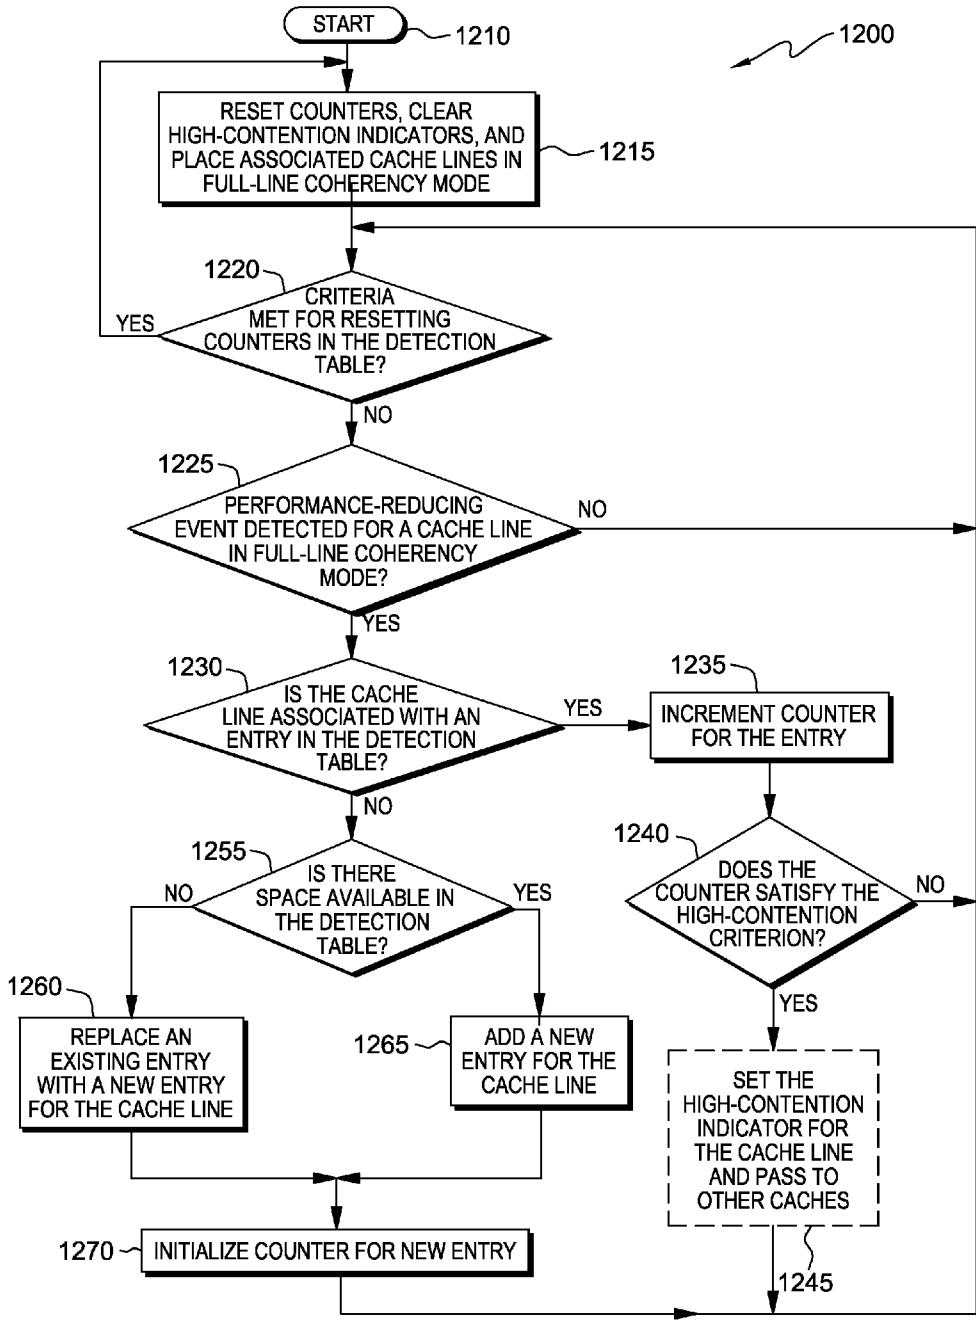 START
1210
1200
RESET COUNTERS, CLEAR
HIGH-CONTENTION INDICATORS, AND
PLACE ASSOCIATED CACHE LINES IN
FULL-LINE COHERENCY MODE
1215
1220
CRITERIA
MET FOR RESETTING
COUNTERS IN THE DETECTION
TABLE?
YES
NO
1225
PERFORMANCE-REDUCING
EVENT DETECTED FOR A CACHE LINE
IN FULL-LINE COHERENCY
MODE?
NO
YES
1230
IS THE CACHE
LINE ASSOCIATED WITH AN
ENTRY IN THE DETECTION
TABLE?
YES
NO
1235
INCREMENT COUNTER
FOR THE ENTRY
1240
DOES THE
COUNTER SATISFY THE
HIGH-CONTENTION
CRITERION?
NO
YES
1255
IS THERE
SPACE AVAILABLE IN
THE DETECTION
TABLE?
NO
YES
1260
REPLACE AN
EXISTING ENTRY
WITH A NEW ENTRY
FOR THE CACHE LINE
1265
ADD A NEW
ENTRY FOR THE
CACHE LINE
SET THE
HIGH-CONTENTION
INDICATOR FOR
THE CACHE LINE
AND PASS TO
OTHER CACHES
1245
1270
INITIALIZE COUNTER FOR NEW ENTRY